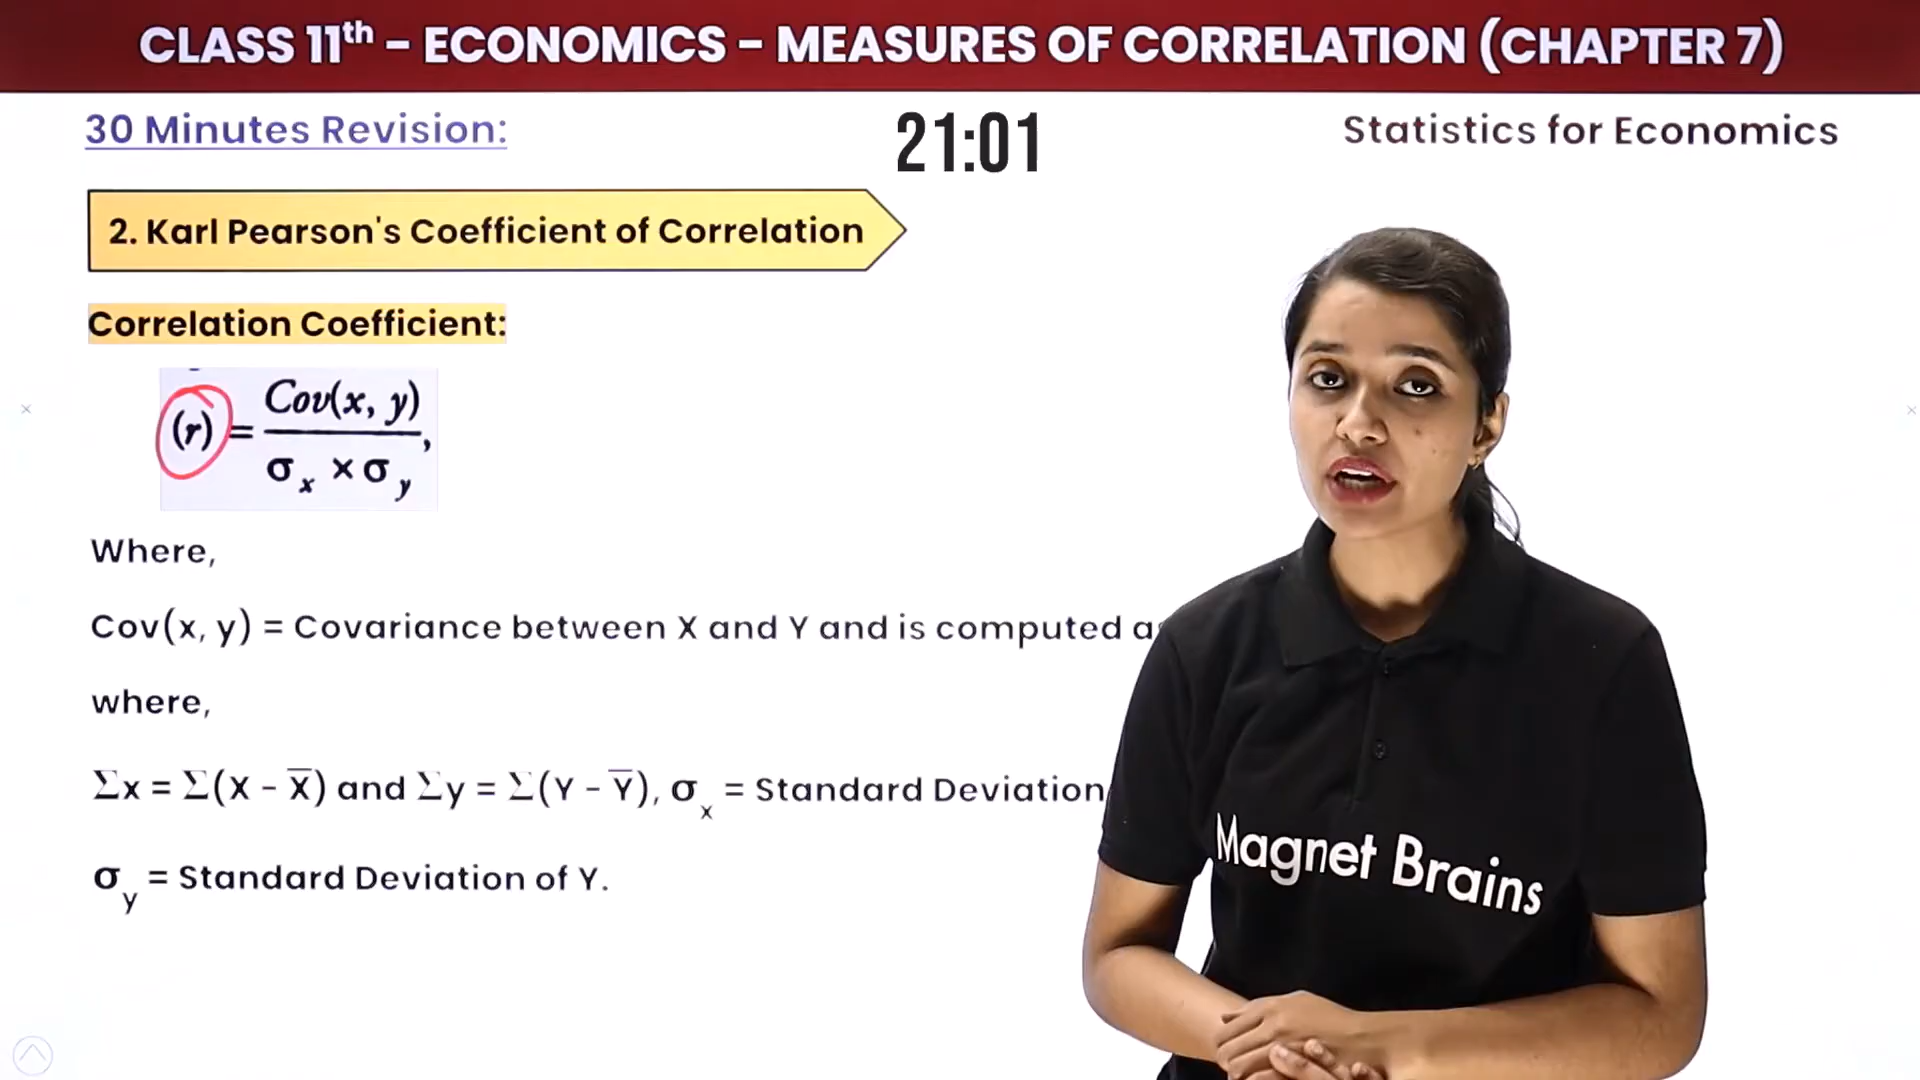 CLASS 11th – ECONOMICS – MEASURES OF CORRELATION (CHAPTER 7)
30 Minutes Revision:
21:01
Statistics for Economics
2. Karl Pearson's Coefficient of Correlation
Correlation Coefficient:
(r) = Cov(x, y) / σx × σy,
Where,
Cov(x, y) = Covariance between X and Y and is computed
where,
Σx = Σ(X – X̅) and Σy = Σ(Y – Y̅), σx = Standard Deviation
σy = Standard Deviation of Y.
Magnet Brains